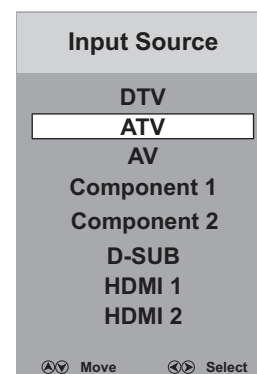 Input Source
DTV
ATV
AV
Component 1
Component 2
D-SUB
HDMI 1
HDMI 2
Move Select